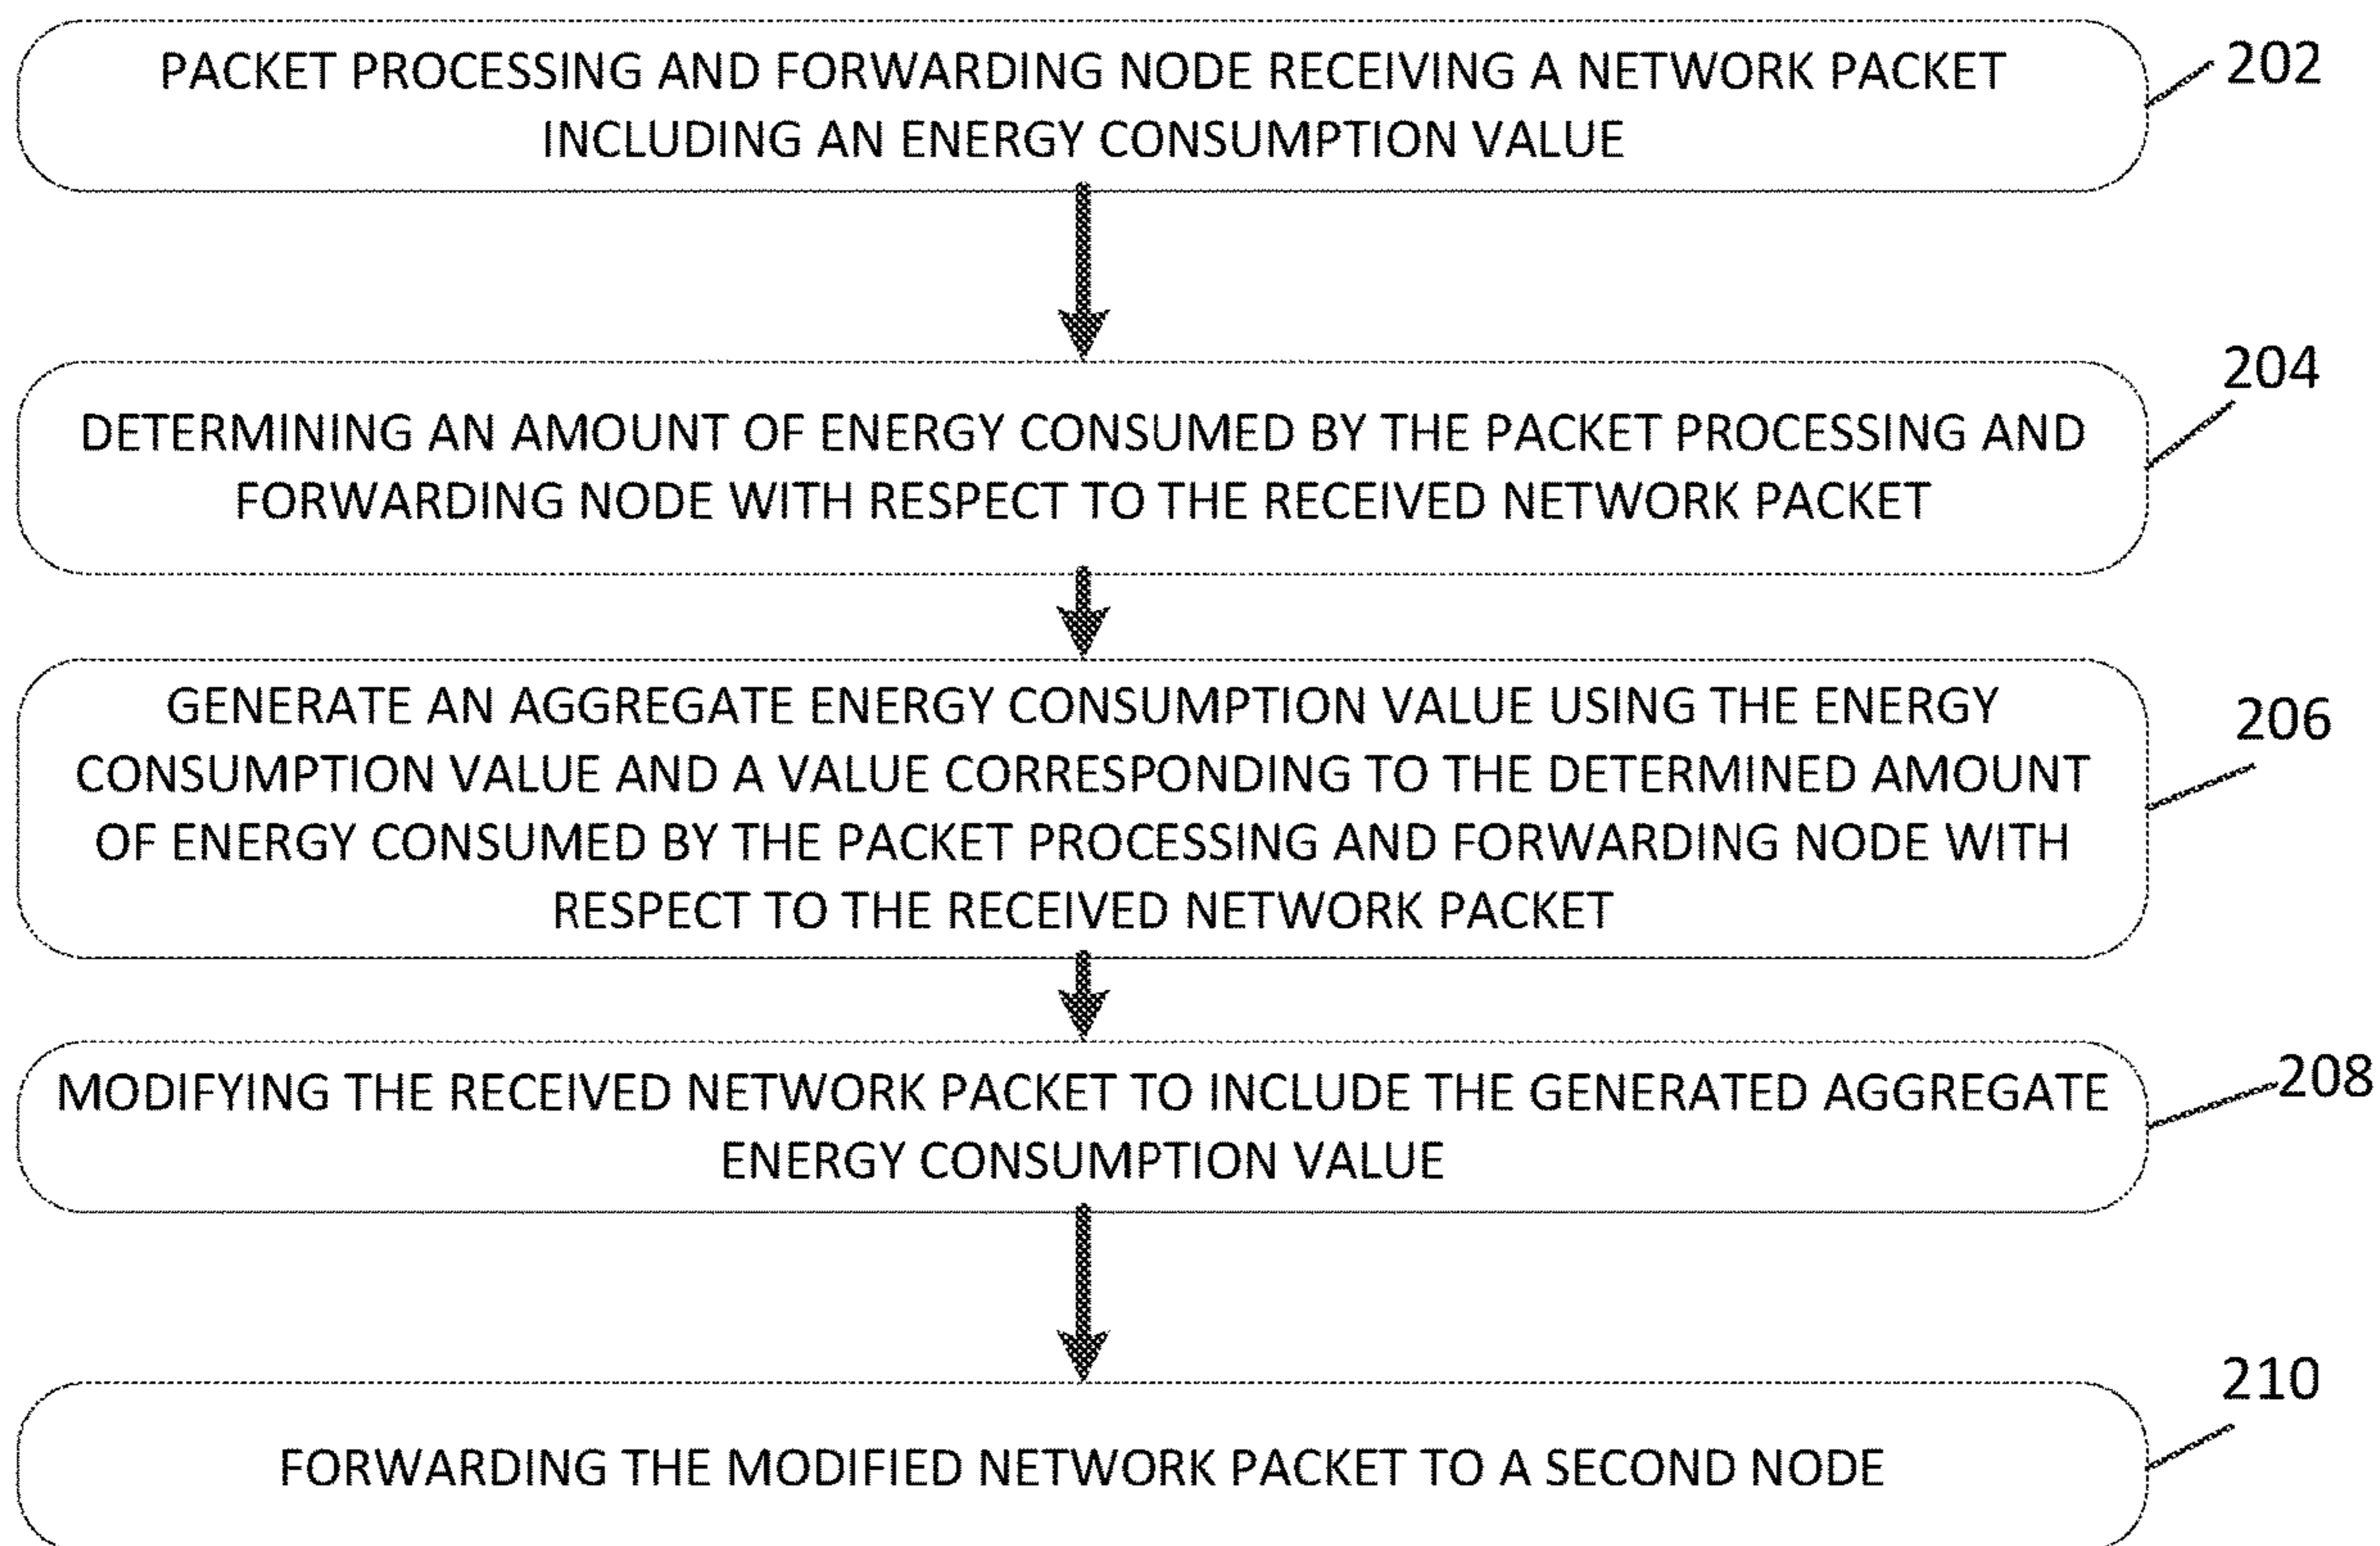 PACKET PROCESSING AND FORWARDING NODE RECEIVING A NETWORK PACKET
INCLUDING AN ENERGY CONSUMPTION VALUE
202
DETERMINING AN AMOUNT OF ENERGY CONSUMED BY THE PACKET PROCESSING AND
FORWARDING NODE WITH RESPECT TO THE RECEIVED NETWORK PACKET
204
GENERATE AN AGGREGATE ENERGY CONSUMPTION VALUE USING THE ENERGY
CONSUMPTION VALUE AND A VALUE CORRESPONDING TO THE DETERMINED AMOUNT
OF ENERGY CONSUMED BY THE PACKET PROCESSING AND FORWARDING NODE WITH
RESPECT TO THE RECEIVED NETWORK PACKET
206
MODIFYING THE RECEIVED NETWORK PACKET TO INCLUDE THE GENERATED AGGREGATE
ENERGY CONSUMPTION VALUE
208
FORWARDING THE MODIFIED NETWORK PACKET TO A SECOND NODE
210